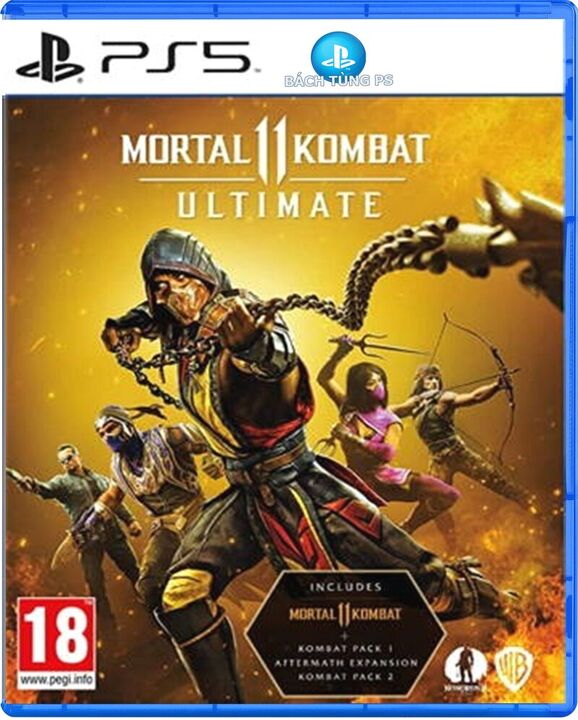 PS5
BÁCH TÙNG PS
MORTAL 11 KOMBAT
ULTIMATE
INCLUDES
MORTAL 11 KOMBAT
+
KOMBAT PACK 1
AFTERMATH EXPANSION
KOMBAT PACK 2
18
www.pegi.info
WB